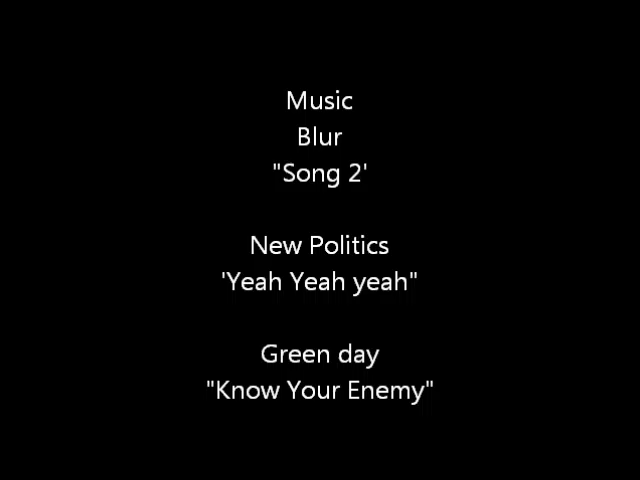 Music
Blur
"Song 2'
New Politics
'Yeah Yeah yeah"
Green day
"Know Your Enemy"